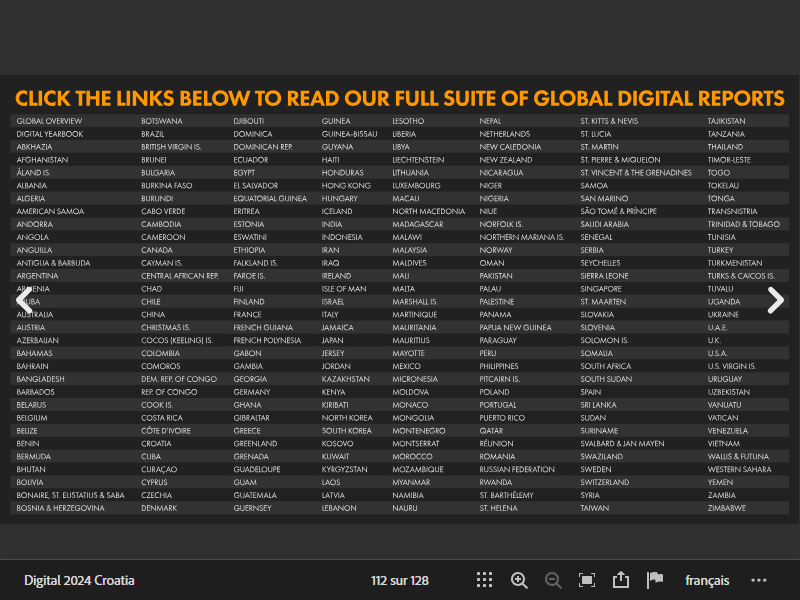 CLICK THE LINKS BELOW TO READ OUR FULL SUITE OF GLOBAL DIGITAL REPORTS
GLOBAL OVERVIEW
DIGITAL YEARBOOK
ABKHAZIA
AFGHANISTAN
ÅLAND IS.
ALBANIA
ALGERIA
AMERICAN SAMOA
ANDORRA
ANGOLA
ANGUILLA
ANTIGUA & BARBUDA
ARGENTINA
ARMENIA
ARUBA
AUSTRALIA
AUSTRIA
AZERBAIJAN
BAHAMAS
BAHRAIN
BANGLADESH
BARBADOS
BELARUS
BELGIUM
BELIZE
BENIN
BERMUDA
BHUTAN
BOLIVIA
BONAIRE, ST. EUSTATIUS & SABA
BOSNIA & HERZEGOVINA
BOTSWANA
BRAZIL
BRITISH VIRGIN IS.
BRUNEI
BULGARIA
BURKINA FASO
BURUNDI
CABO VERDE
CAMBODIA
CAMEROON
CANADA
CAYMAN IS.
CENTRAL AFRICAN REP.
CHAD
CHILE
CHINA
CHRISTMAS IS.
COCOS (KEELING) IS.
COLOMBIA
COMOROS
DEM. REP. OF CONGO
REP. OF CONGO
COOK IS.
COSTA RICA
CÔTE D'IVOIRE
CROATIA
CUBA
CURAÇAO
CYPRUS
CZECHIA
DENMARK
DJIBOUTI
DOMINICA
DOMINICAN REP.
ECUADOR
EGYPT
EL SALVADOR
EQUATORIAL GUINEA
ERITREA
ESTONIA
ESWATINI
ETHIOPIA
FALKLAND IS.
FAROE IS.
FIJI
FINLAND
FRANCE
FRENCH GUIANA
FRENCH POLYNESIA
GABON
GAMBIA
GEORGIA
GERMANY
GHANA
GIBRALTAR
GREECE
GREENLAND
GRENADA
GUADELOUPE
GUAM
GUATEMALA
GUERNSEY
GUINEA
GUINEA-BISSAU
GUYANA
HAITI
HONDURAS
HONG KONG
HUNGARY
ICELAND
INDIA
INDONESIA
IRAN
IRAQ
IRELAND
ISLE OF MAN
ISRAEL
ITALY
JAMAICA
JAPAN
JERSEY
JORDAN
KAZAKHSTAN
KENYA
KIRIBATI
NORTH KOREA
SOUTH KOREA
KOSOVO
KUWAIT
KYRGYZSTAN
LAOS
LATVIA
LEBANON
LESOTHO
LIBERIA
LIBYA
LIECHTENSTEIN
LITHUANIA
LUXEMBOURG
MACAU
NORTH MACEDONIA
MADAGASCAR
MALAWI
MALAYSIA
MALDIVES
MALI
MALTA
MARSHALL IS.
MARTINIQUE
MAURITANIA
MAURITIUS
MAYOTTE
MEXICO
MICRONESIA
MOLDOVA
MONACO
MONGOLIA
MONTENEGRO
MONTSERRAT
MOROCCO
MOZAMBIQUE
MYANMAR
NAMIBIA
NAURU
NEPAL
NETHERLANDS
NEW CALEDONIA
NEW ZEALAND
NICARAGUA
NIGER
NIGERIA
NIUE
NORFOLK IS.
NORTHERN MARIANA IS.
NORWAY
OMAN
PAKISTAN
PALAU
PALESTINE
PANAMA
PAPUA NEW GUINEA
PARAGUAY
PERU
PHILIPPINES
PITCAIRN IS.
POLAND
PORTUGAL
PUERTO RICO
QATAR
RÉUNION
ROMANIA
RUSSIAN FEDERATION
RWANDA
ST. BARTHÉLEMY
ST. HELENA
ST. KITTS & NEVIS
ST. LUCIA
ST. MARTIN
ST. PIERRE & MIQUELON
ST. VINCENT & THE GRENADINES
SAMOA
SAN MARINO
SÃO TOMÉ & PRÍNCIPE
SAUDI ARABIA
SENEGAL
SERBIA
SEYCHELLES
SIERRA LEONE
SINGAPORE
ST. MAARTEN
SLOVAKIA
SLOVENIA
SOLOMON IS.
SOMALIA
SOUTH AFRICA
SOUTH SUDAN
SPAIN
SRI LANKA
SUDAN
SURINAME
SVALBARD & JAN MAYEN
SWAZILAND
SWEDEN
SWITZERLAND
SYRIA
TAIWAN
TAJIKISTAN
TANZANIA
THAILAND
TIMOR-LESTE
TOGO
TOKELAU
TONGA
TRANSNISTRIA
TRINIDAD & TOBAGO
TUNISIA
TURKEY
TURKMENISTAN
TURKS & CAICOS IS.
TUVALU
UGANDA
UKRAINE
U.A.E.
U.K.
U.S.A.
U.S. VIRGIN IS.
URUGUAY
UZBEKISTAN
VANUATU
VATICAN
VENEZUELA
VIETNAM
WALLIS & FUTUNA
WESTERN SAHARA
YEMEN
ZAMBIA
ZIMBABWE
Digital 2024 Croatia
112 sur 128
français